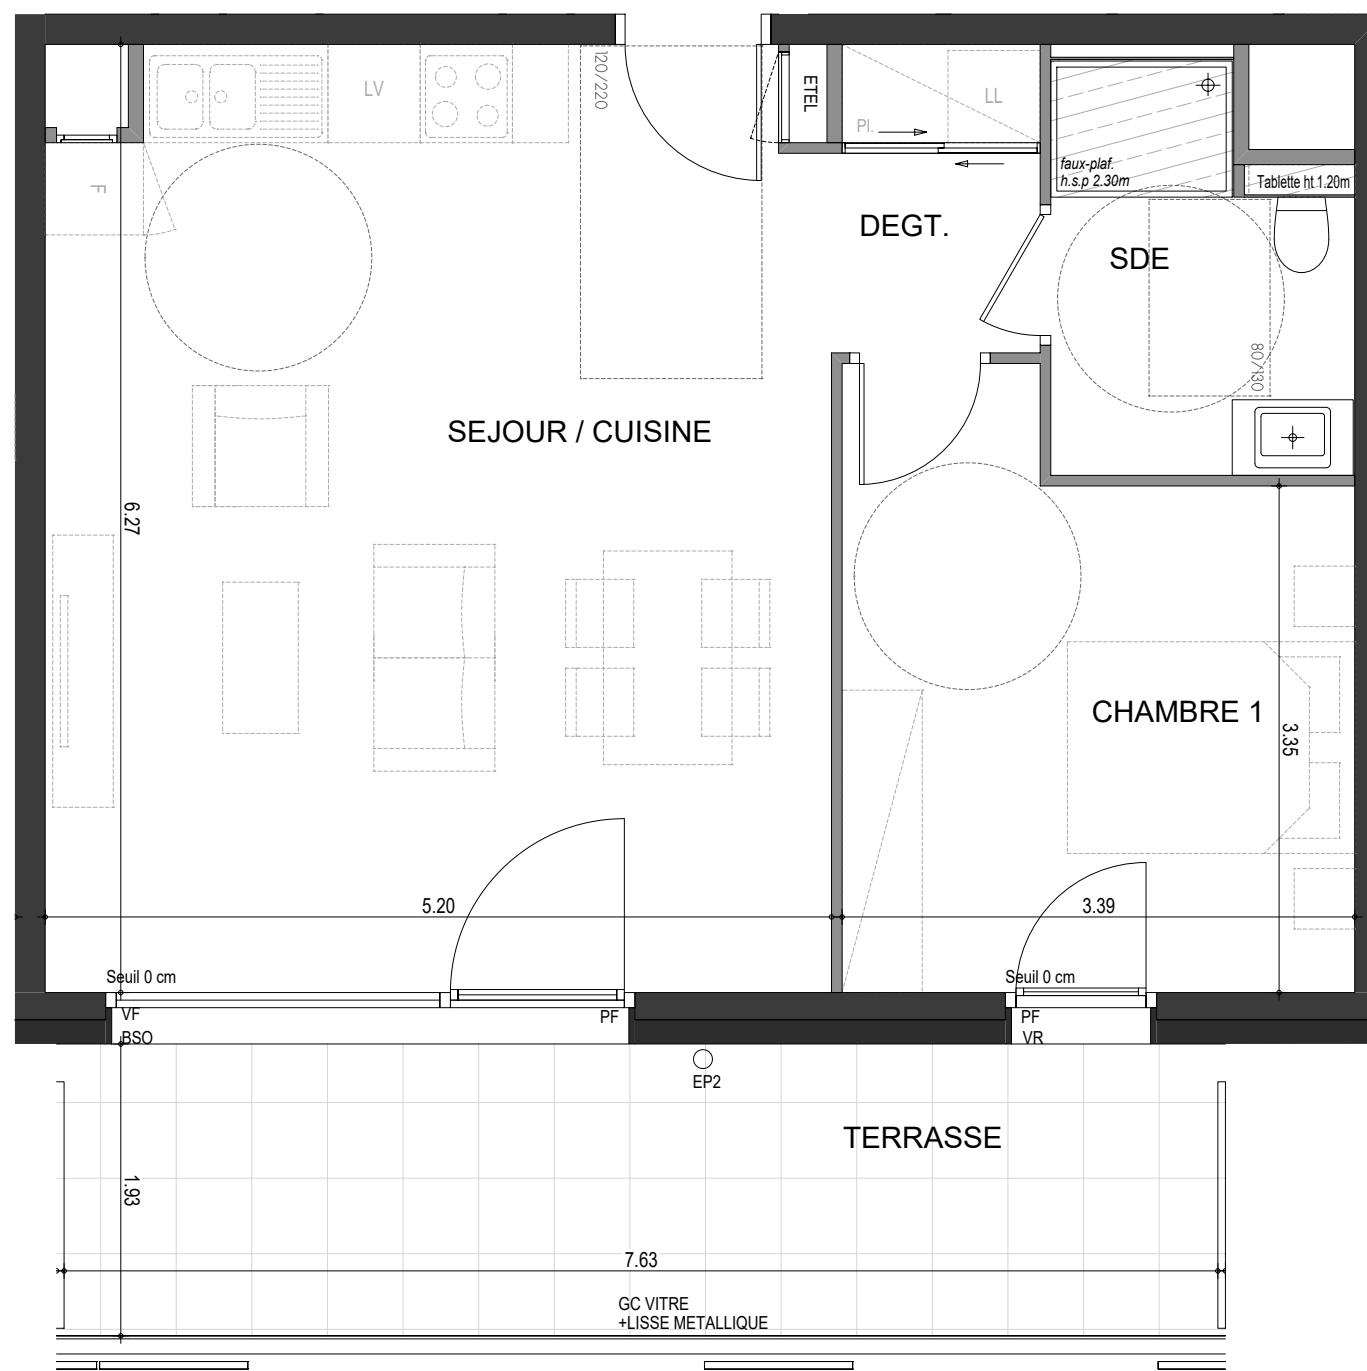 LV
120/220
ETEL
Pl.
LL
faux-plaf.
h.s.p 2.30m
Tablette ht 1.20m
F
DEGT.
SDE
80/130
SEJOUR / CUISINE
6.27
CHAMBRE 1
3.35
5.20
3.39
Seuil 0 cm
Seuil 0 cm
VF
PF
PF
BSO
VR
EP2
TERRASSE
1.93
7.63
GC VITRE
+LISSE METALLIQUE